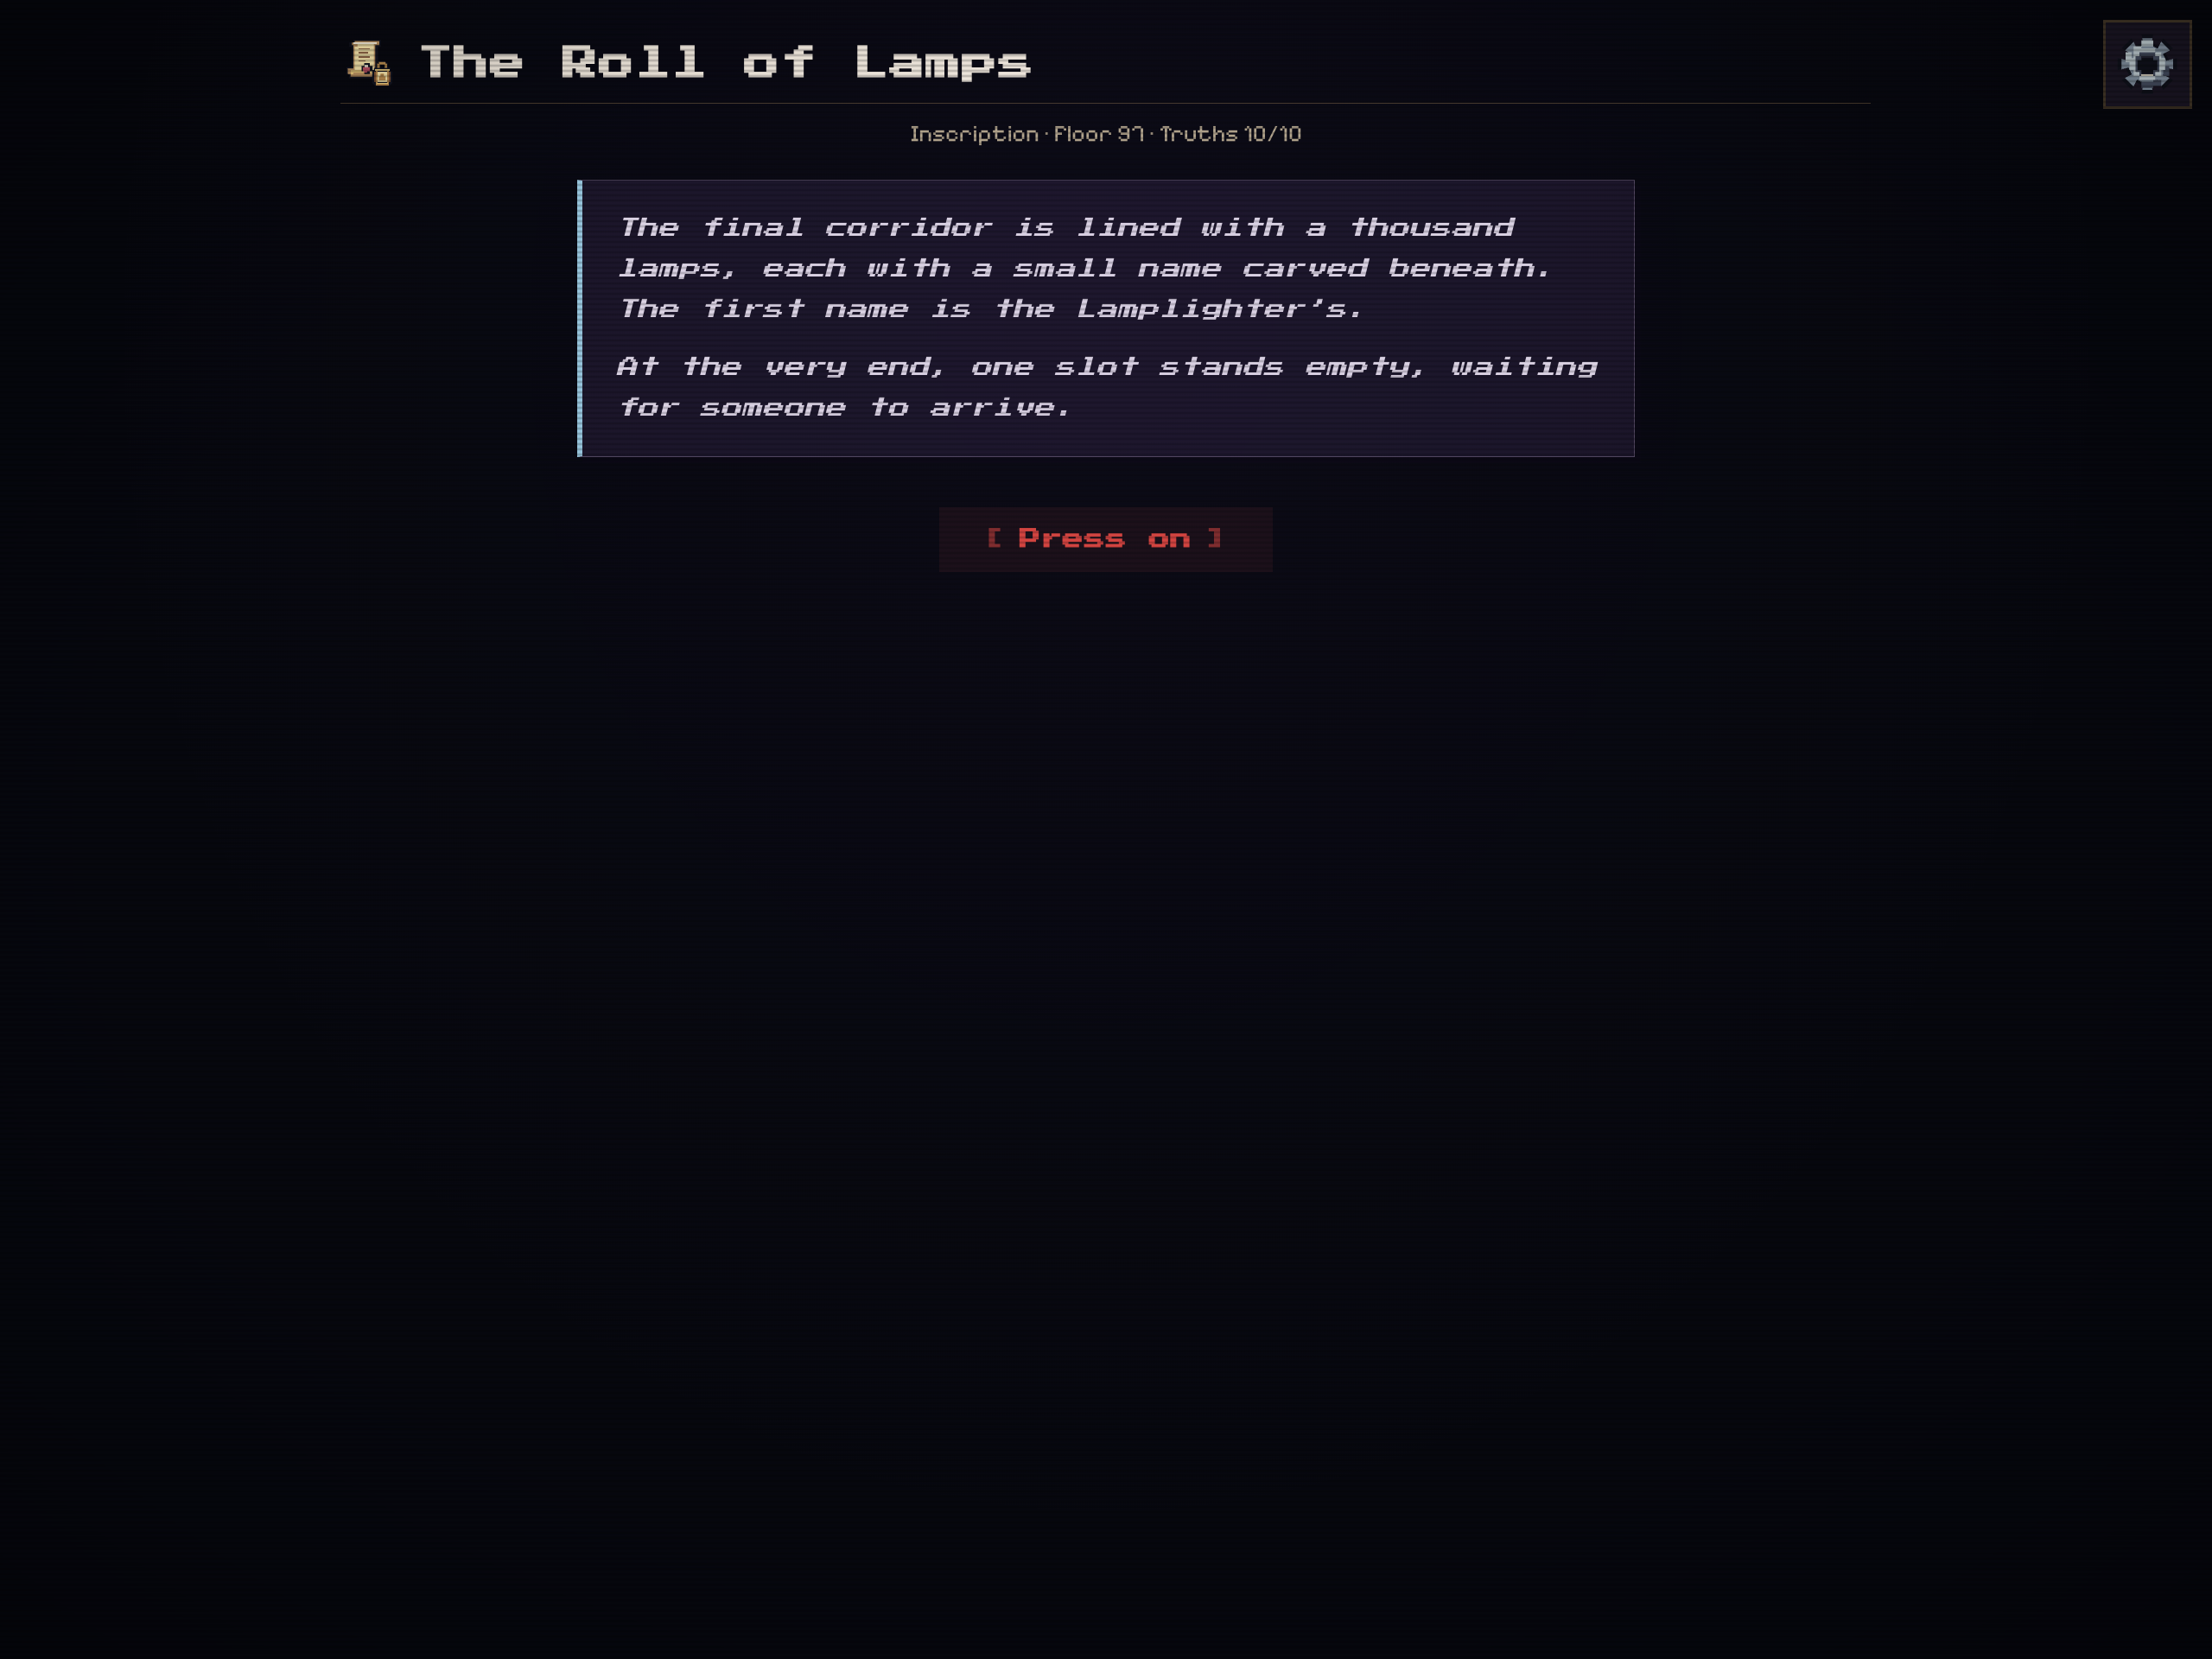 The Roll of Lamps
Inscription · Floor 97 · Truths 10/10
The final corridor is lined with a thousand
lamps, each with a small name carved beneath.
The first name is the Lamplighter's.
At the very end, one slot stands empty, waiting
for someone to arrive.
[ Press on ]